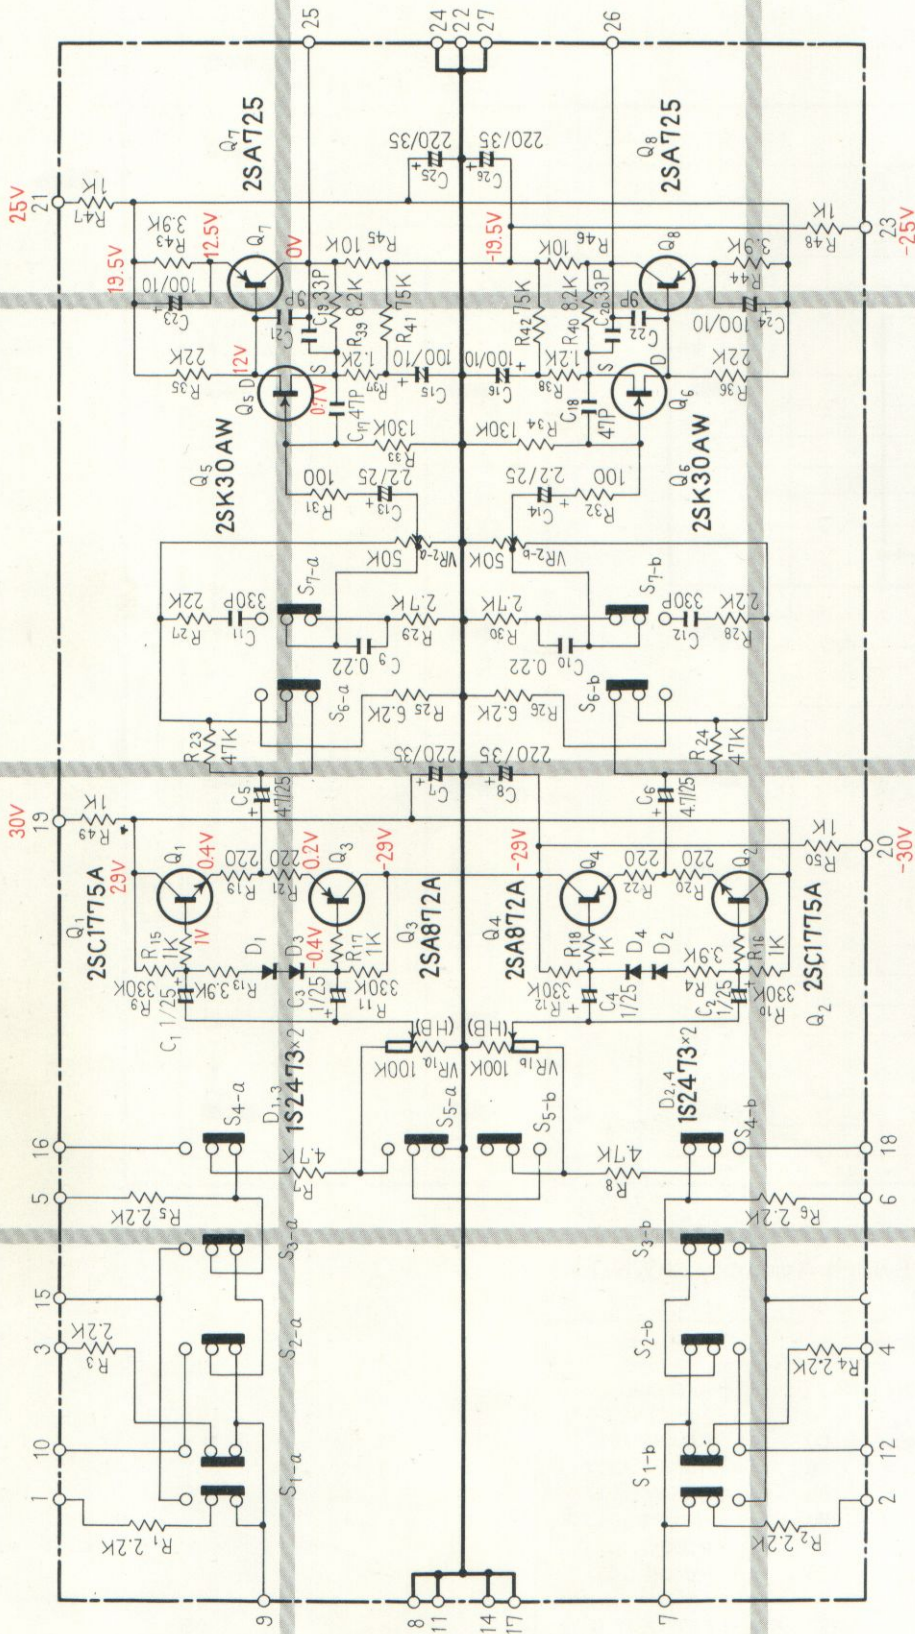 25
24
22
27
26
25V
21
R47 1K
19.5V
R43 3.9K
12.5V
Q7
2SA725
Q7
0V
C23 100/10
C21 9P
C19 33P
R39 8.2K
R45 10K
R41 75K
C25 220/35
C26 220/35
-19.5V
R46 10K
R42 75K
R40 8.2K
C20 33P
C22 9P
Q8
2SA725
Q8
R44 3.9K
C24 100/10
R48 1K
23
-25V
R35 22K
12V
D
S
Q5
0.7V
Q5
2SK30AW
R37 1.2K
C15 100/10
C16 100/10
R38 1.2K
C17 47P
R33 130K
R34 130K
C18 47P
S
D
Q6
Q6
2SK30AW
R36 22K
R31 100
C13 2.2/25
C14 2.2/25
R32 100
50K VR2-a
50K VR2-b
R27 22K
C11 330P
S7-a
R29 2.7K
R30 2.7K
S7-b
C12 330P
R28 2.2K
C9 0.22
C10 0.22
S6-a
R25 6.2K
R26 6.2K
S6-b
R23 47K
R24 47K
C5 4.7/25
C7 220/35
C8 220/35
C6 4.7/25
30V
19
R49 1K
29V
Q1
2SC1775A
Q1
0.4V
R19 220
R21 220
0.2V
Q3
-29V
-29V
Q4
R22 220
R20 220
Q2
R50 1K
20
-30V
R15 1K
1V
-0.4V
R17 1K
Q3
2SA872A
Q4
2SA872A
R18 1K
R16 1K
2SC1775A
Q2
R9 330K
R13 3.9K
D1
D3
R11 330K
R12 330K
D4
D2
R4 3.9K
R10 330K
C1 1/25
C3 1/25
C4 1/25
C2 1/25
D1,3
1S2473×2
VR1a 100K (HB)
VR1b 100K (HB)
D2,4
1S2473×2
16
S4-a
R7 4.7K
S5-a
S5-b
R8 4.7K
S4-b
18
5
R5 2.2K
S3-a
S3-b
R6 2.2K
6
15
3
R3 2.2K
S2-a
S2-b
R4 2.2K
4
10
1
S1-a
S1-b
12
2
R1 2.2K
R2 2.2K
9
8
11
14
17
7